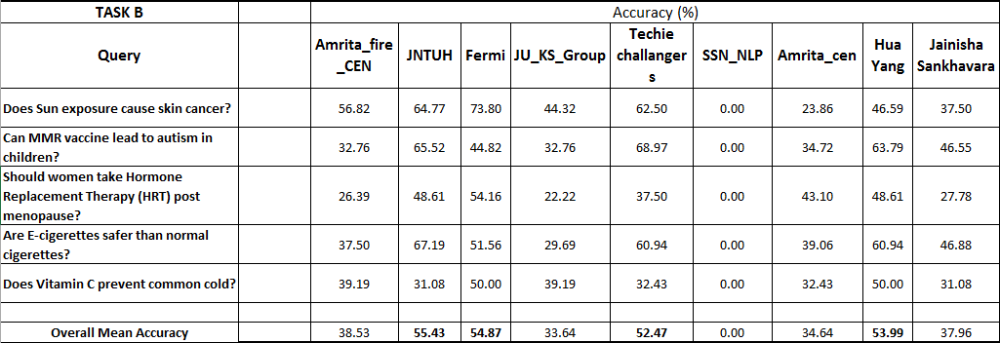 TASK B Accuracy (%)
Query Amrita_fire_CEN JNTUH Fermi JU_KS_Group Techie challangers SSN_NLP Amrita_cen Hua Yang Jainisha Sankhavara
Does Sun exposure cause skin cancer? 56.82 64.77 73.80 44.32 62.50 0.00 23.86 46.59 37.50
Can MMR vaccine lead to autism in
children? 32.76 65.52 44.82 32.76 68.97 0.00 34.72 63.79 46.55
Should women take Hormone
Replacement Therapy (HRT) post
menopause? 26.39 48.61 54.16 22.22 37.50 0.00 43.10 48.61 27.78
Are E-cigerettes safer than normal
cigerettes? 37.50 67.19 51.56 29.69 60.94 0.00 39.06 60.94 46.88
Does Vitamin C prevent common cold? 39.19 31.08 50.00 39.19 32.43 0.00 32.43 50.00 31.08
Overall Mean Accuracy 38.53 55.43 54.87 33.64 52.47 0.00 34.64 53.99 37.96